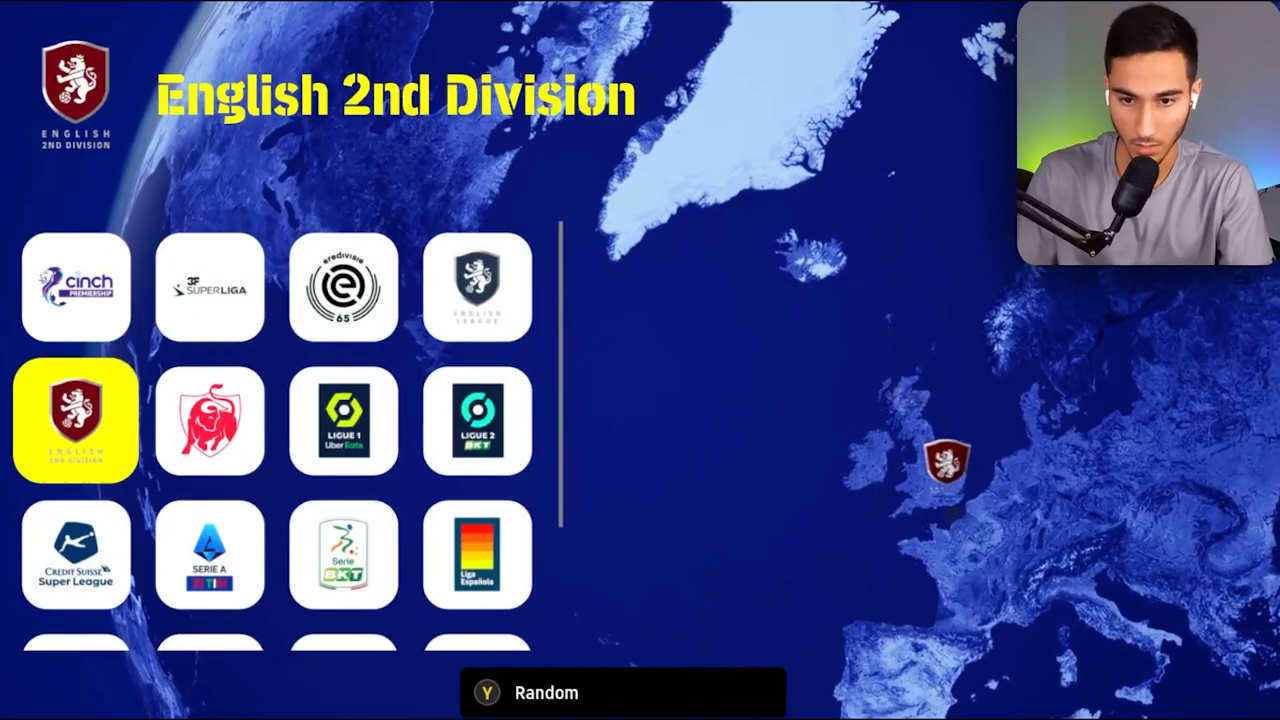 English 2nd Division
ENGLISH
2ND DIVISION
cinch
PREMIERSHIP
3F
SUPERLIGA
eredivisie
65
ENGLISH
LEAGUE
ENGLISH
2ND DIVISION
LIGUE 1
Uber Eats
LIGUE 2
BKT
CREDIT SUISSE
Super League
SERIE A
TIM
Serie
BKT
Liga
Española
Y Random